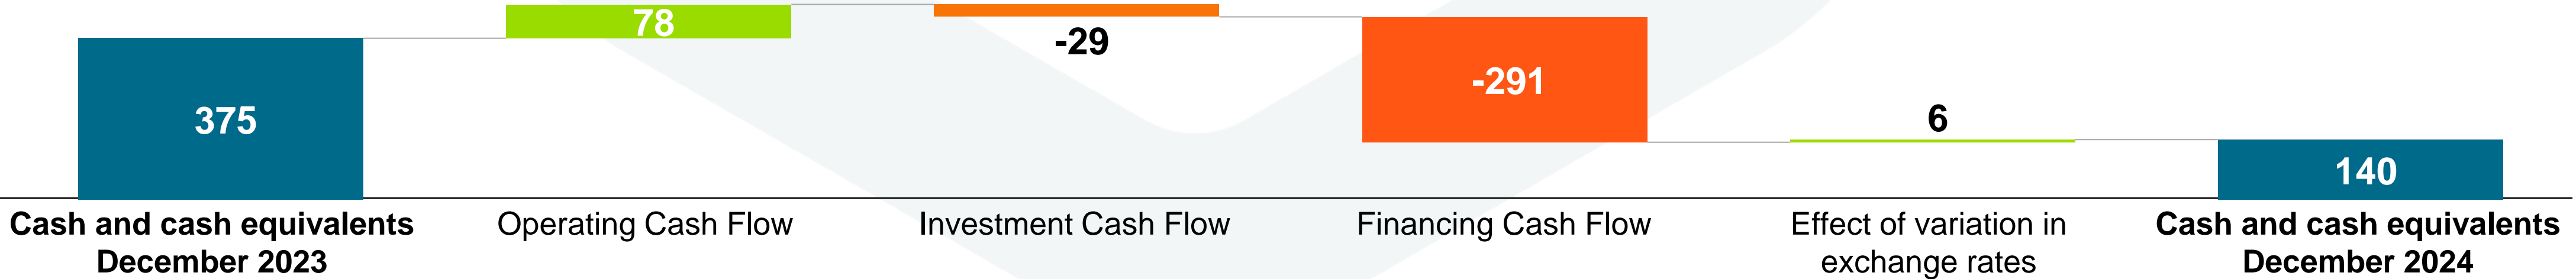 78
-29
-291
375
6
140
Cash and cash equivalents
December 2023
Operating Cash Flow
Investment Cash Flow
Financing Cash Flow
Effect of variation in
exchange rates
Cash and cash equivalents
December 2024